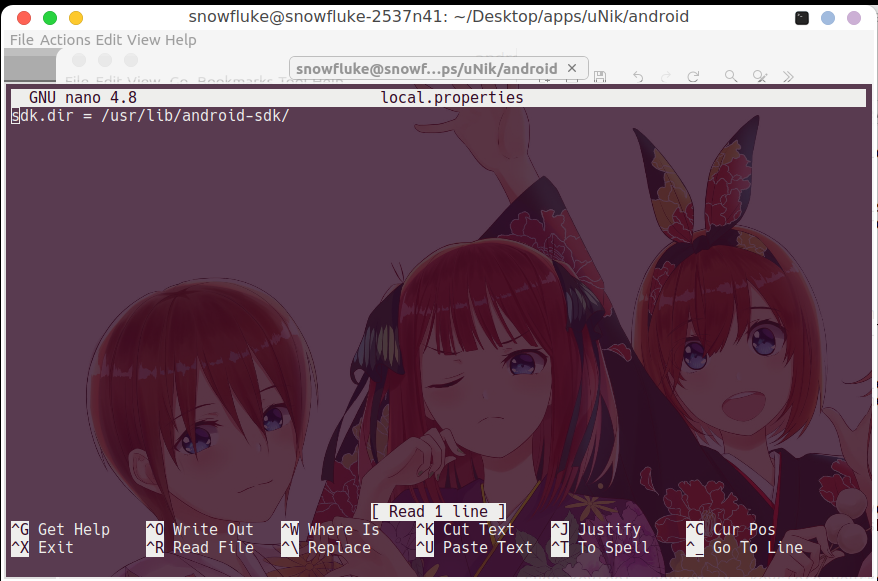 snowfluke@snowfluke-2537n41: ~/Desktop/apps/uNik/android
File Actions Edit View Help
snowfluke@snowf...ps/uNik/android ✕
File Edit View Go Bookmarks Tool Help
GNU nano 4.8 local.properties
sdk.dir = /usr/lib/android-sdk/
[ Read 1 line ]
^G Get Help ^O Write Out ^W Where Is ^K Cut Text ^J Justify ^C Cur Pos
^X Exit ^R Read File ^\ Replace ^U Paste Text ^T To Spell ^_ Go To Line